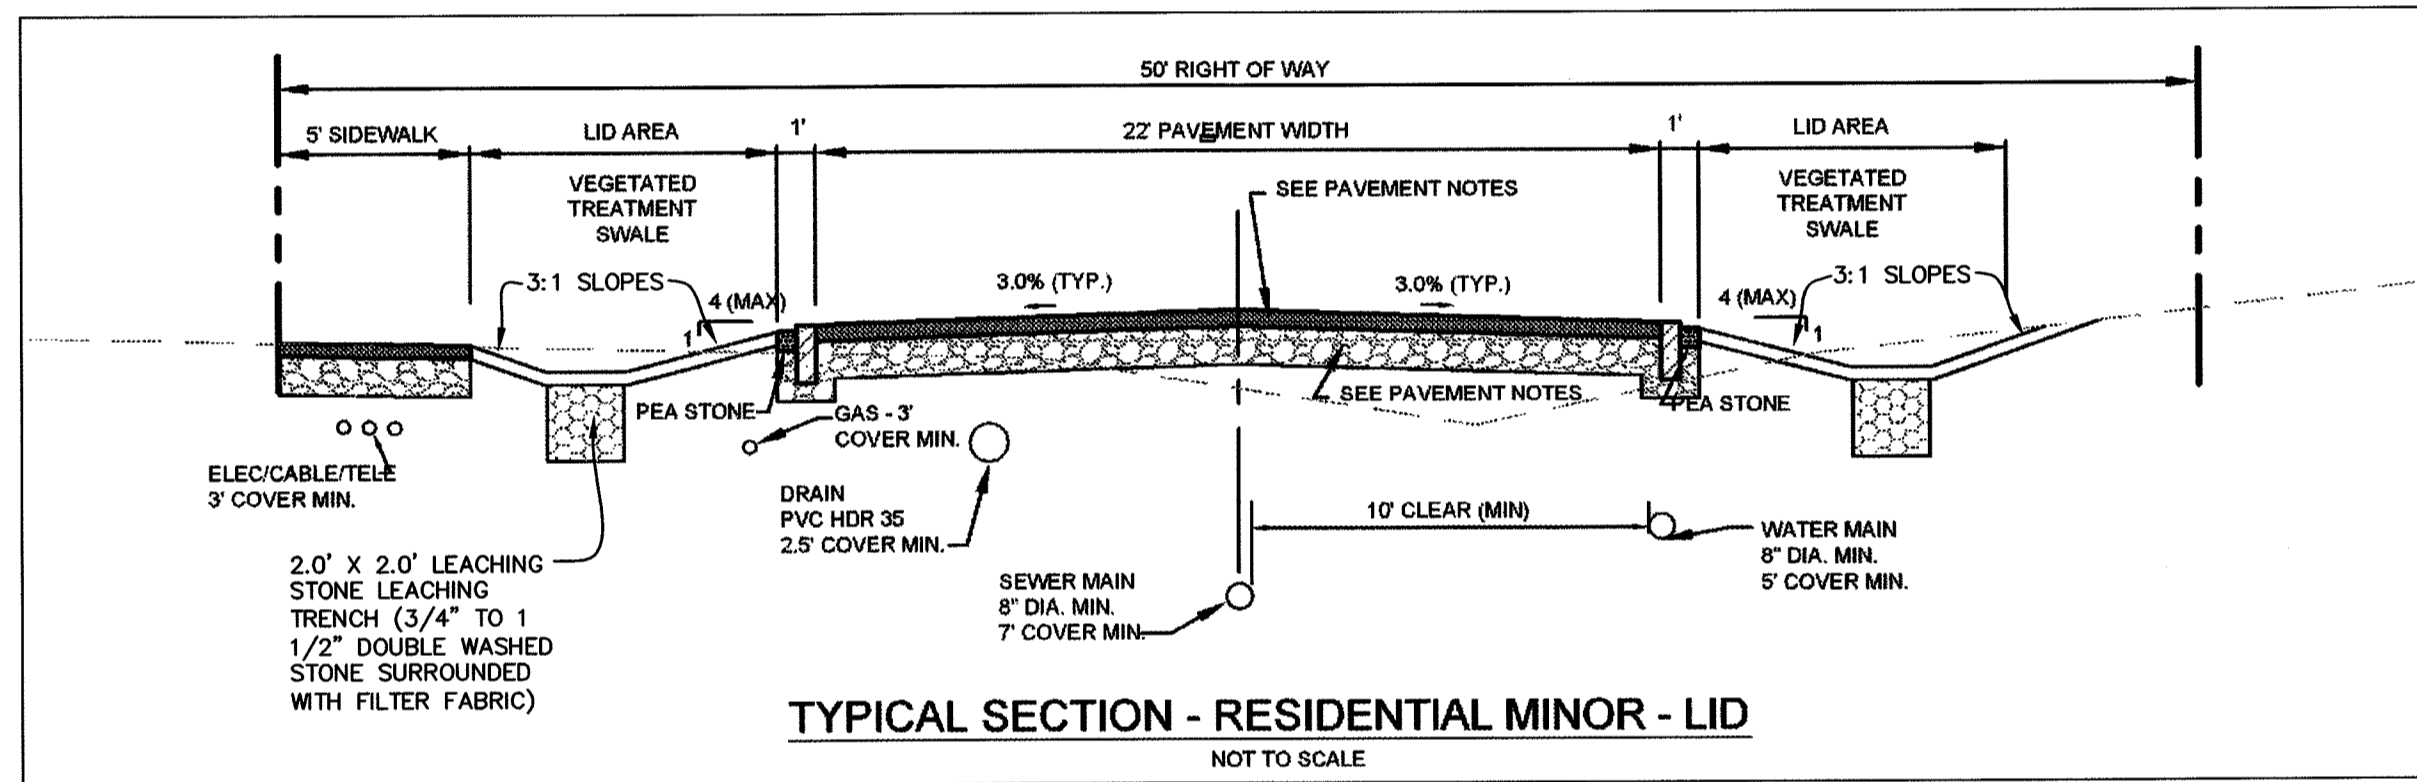 50' RIGHT OF WAY
5' SIDEWALK
LID AREA
1'
22' PAVEMENT WIDTH
1'
LID AREA
VEGETATED
TREATMENT
SWALE
SEE PAVEMENT NOTES
VEGETATED
TREATMENT
SWALE
3:1 SLOPES
4 (MAX)
1
3.0% (TYP.)
3.0% (TYP.)
4 (MAX)
1
3:1 SLOPES
PEA STONE
GAS - 3'
COVER MIN.
SEE PAVEMENT NOTES
PEA STONE
ELEC/CABLE/TELE
3' COVER MIN.
DRAIN
PVC HDR 35
2.5' COVER MIN.
10' CLEAR (MIN)
WATER MAIN
8" DIA. MIN.
5' COVER MIN.
2.0' X 2.0' LEACHING
STONE LEACHING
TRENCH (3/4" TO 1
1/2" DOUBLE WASHED
STONE SURROUNDED
WITH FILTER FABRIC)
SEWER MAIN
8" DIA. MIN.
7' COVER MIN.
TYPICAL SECTION - RESIDENTIAL MINOR - LID
NOT TO SCALE